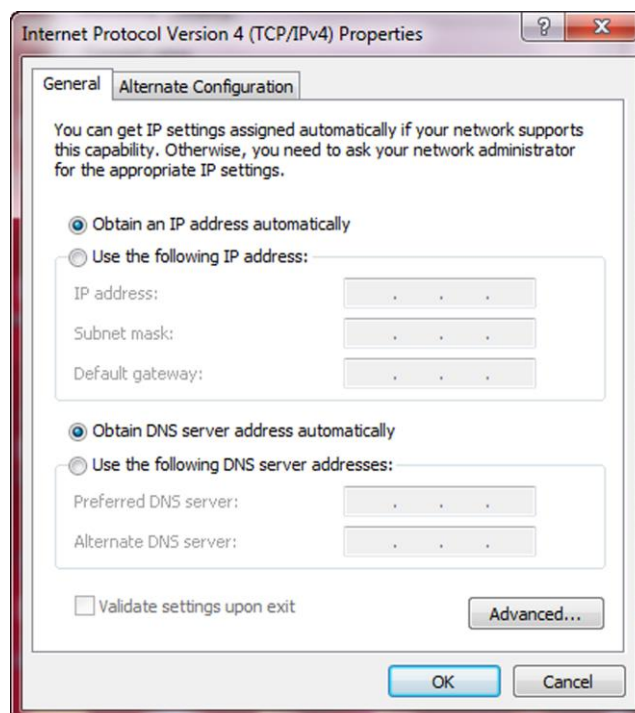 Internet Protocol Version 4 (TCP/IPv4) Properties
General
Alternate Configuration
You can get IP settings assigned automatically if your network supports
this capability. Otherwise, you need to ask your network administrator
for the appropriate IP settings.
Obtain an IP address automatically
Use the following IP address:
IP address:
Subnet mask:
Default gateway:
Obtain DNS server address automatically
Use the following DNS server addresses:
Preferred DNS server:
Alternate DNS server:
Validate settings upon exit
Advanced...
OK
Cancel